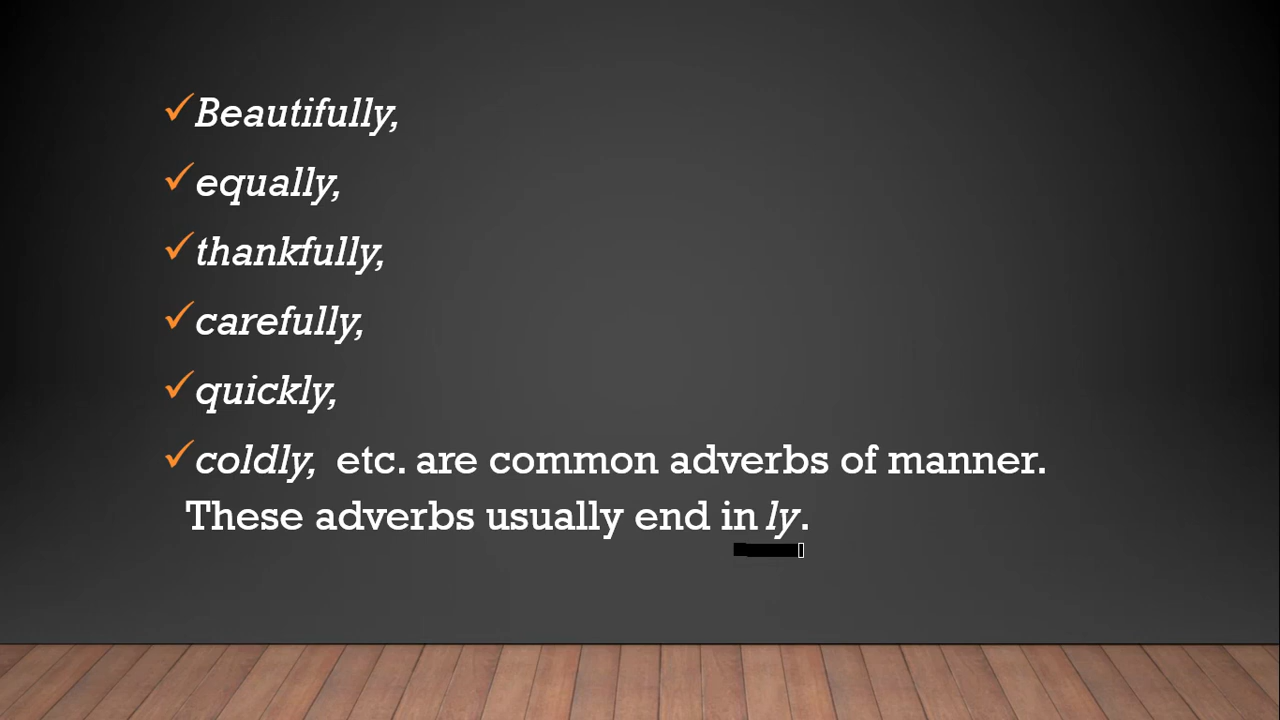 Beautifully,
equally,
thankfully,
carefully,
quickly,
coldly, etc. are common adverbs of manner.
These adverbs usually end in ly.